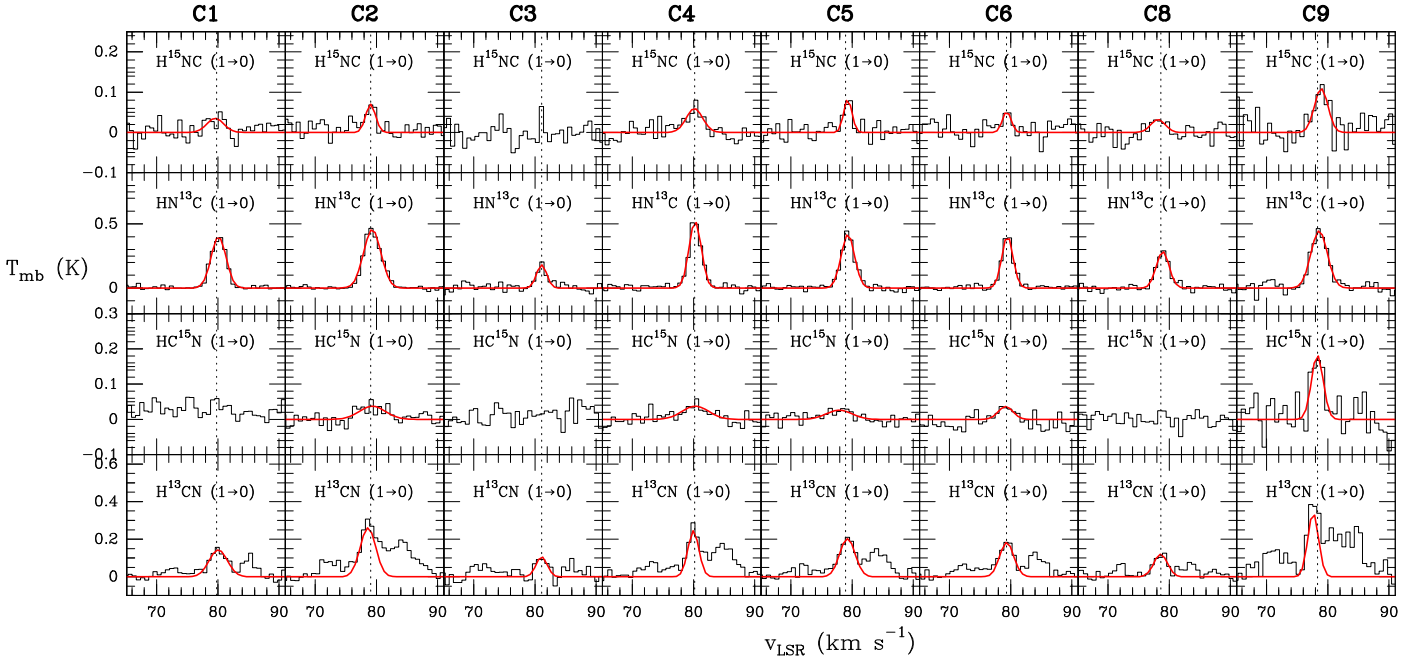 C1 C2 C3 C4 C5 C6 C8 C9
0.2
0.1
0
−0.1
H¹⁵NC (1→0) H¹⁵NC (1→0) H¹⁵NC (1→0) H¹⁵NC (1→0) H¹⁵NC (1→0) H¹⁵NC (1→0) H¹⁵NC (1→0) H¹⁵NC (1→0)
0.5
0
HN¹³C (1→0) HN¹³C (1→0) HN¹³C (1→0) HN¹³C (1→0) HN¹³C (1→0) HN¹³C (1→0) HN¹³C (1→0) HN¹³C (1→0)
T_mb (K)
0.3
0.2
0.1
0
−0.1
HC¹⁵N (1→0) HC¹⁵N (1→0) HC¹⁵N (1→0) HC¹⁵N (1→0) HC¹⁵N (1→0) HC¹⁵N (1→0) HC¹⁵N (1→0) HC¹⁵N (1→0)
0.6
0.4
0.2
0
H¹³CN (1→0) H¹³CN (1→0) H¹³CN (1→0) H¹³CN (1→0) H¹³CN (1→0) H¹³CN (1→0) H¹³CN (1→0) H¹³CN (1→0)
70 80 90 70 80 90 70 80 90 70 80 90 70 80 90 70 80 90 70 80 90 70 80 90
v_LSR (km s⁻¹)